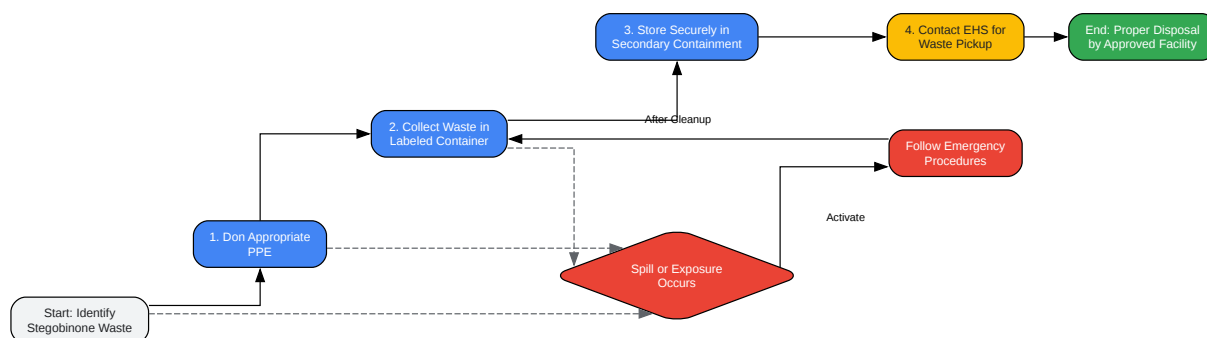 3. Store Securely in
Secondary Containment
4. Contact EHS for
Waste Pickup
End: Proper Disposal
by Approved Facility
2. Collect Waste in
Labeled Container
After Cleanup
Follow Emergency
Procedures
Activate
1. Don Appropriate
PPE
Spill or Exposure
Occurs
Start: Identify
Stegobinone Waste